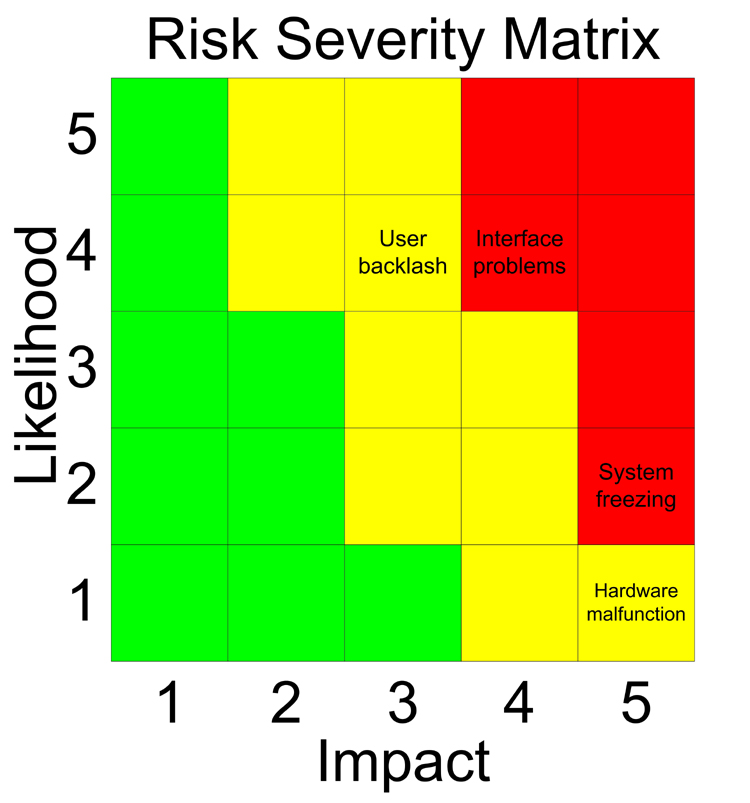 Risk Severity Matrix
Likelihood
5
4
User
backlash
Interface
problems
3
2
System
freezing
1
Hardware
malfunction
1 2 3 4 5
Impact